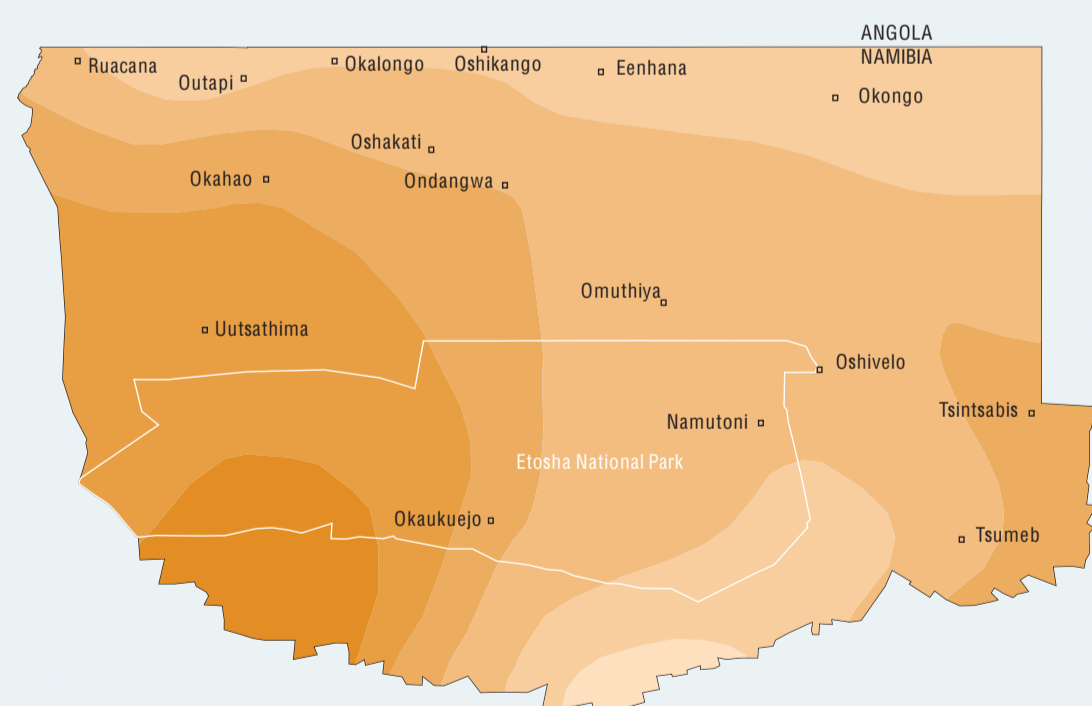 ANGOLA
NAMIBIA
Ruacana
Outapi
Okalongo
Oshikango
Eenhana
Okongo
Oshakati
Okahao
Ondangwa
Omuthiya
Uutsathima
Oshivelo
Tsintsabis
Namutoni
Etosha National Park
Okaukuejo
Tsumeb